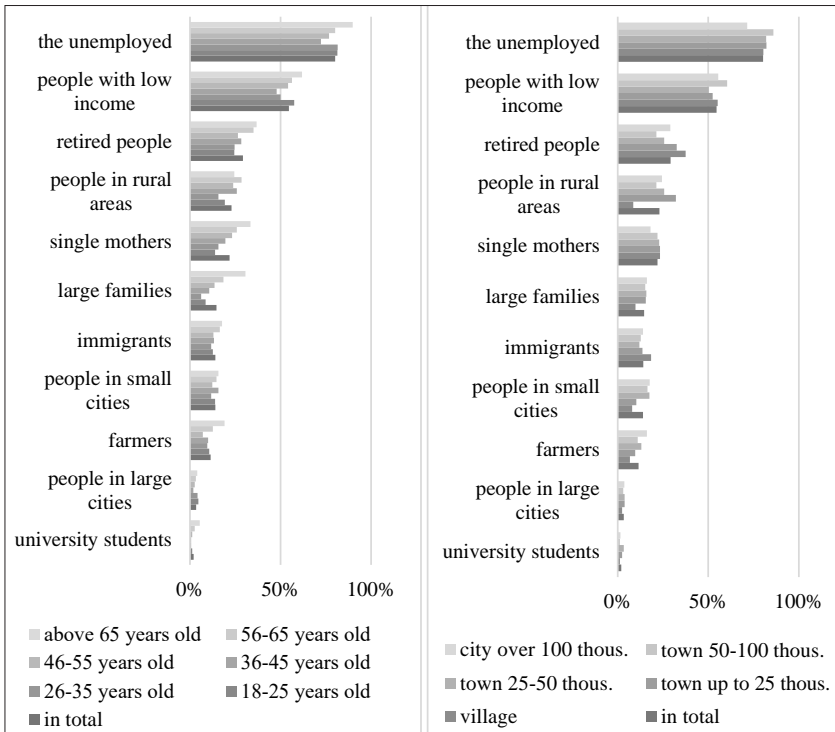 the unemployed
people with low
income
retired people
people in rural
areas
single mothers
large families
immigrants
people in small
cities
farmers
people in large
cities
university students
0% 50% 100%
above 65 years old 56-65 years old
46-55 years old 36-45 years old
26-35 years old 18-25 years old
in total
the unemployed
people with low
income
retired people
people in rural
areas
single mothers
large families
immigrants
people in small
cities
farmers
people in large
cities
university students
0% 50% 100%
city over 100 thous. town 50-100 thous.
town 25-50 thous. town up to 25 thous.
village in total